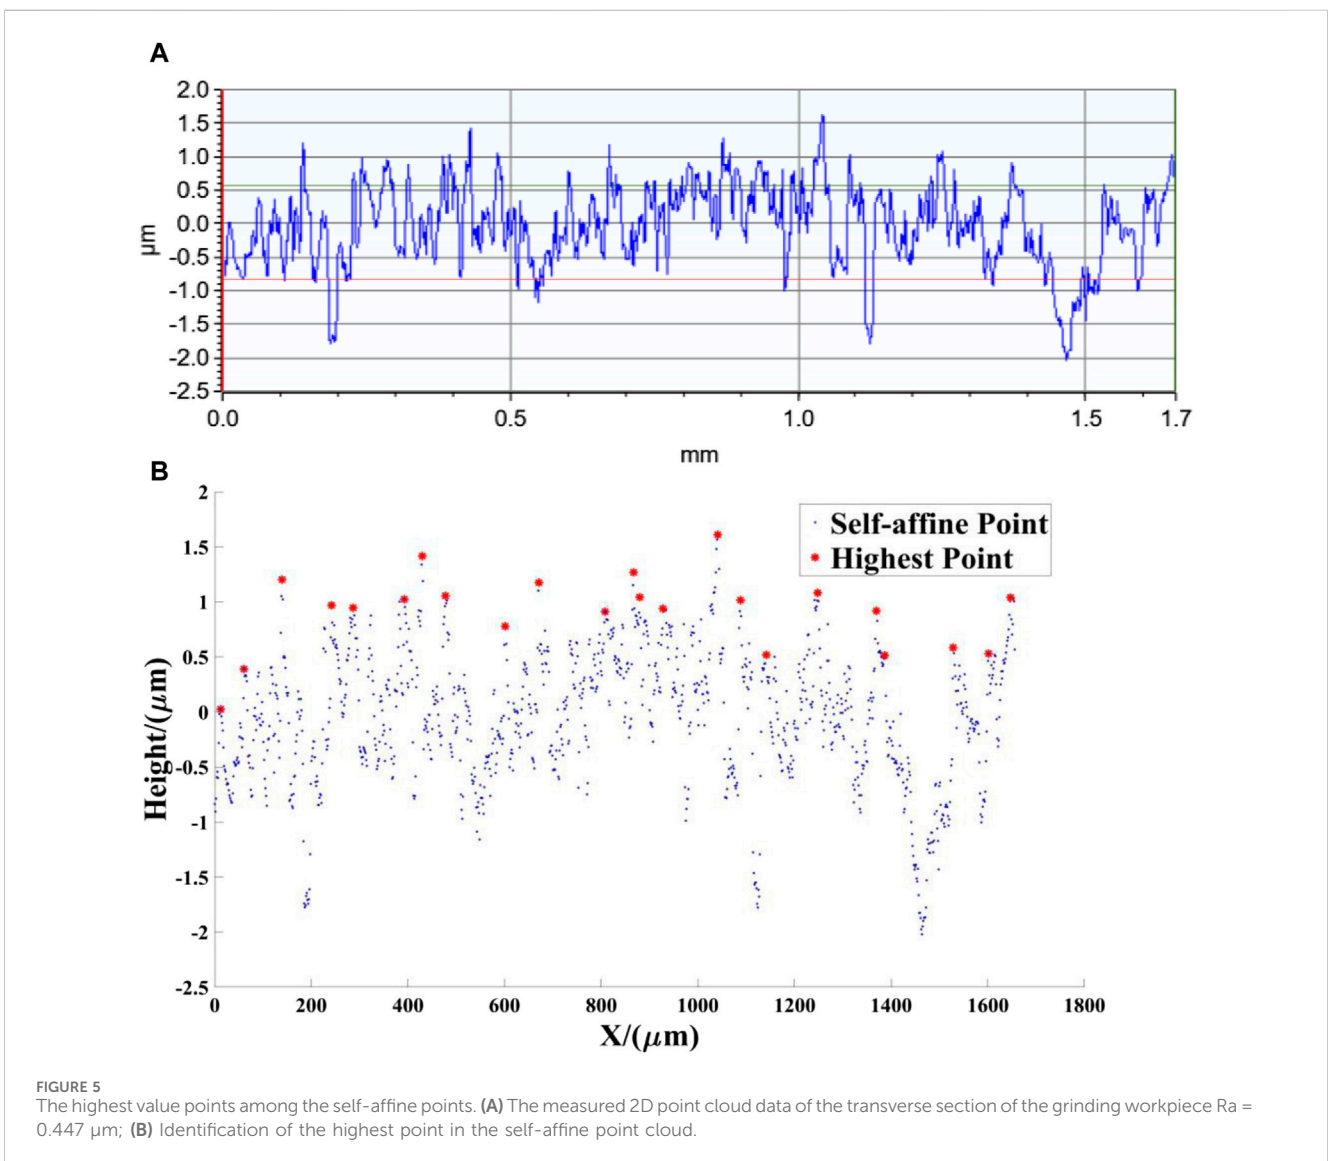 A
2.0
1.5
1.0
0.5
0.0
-0.5
-1.0
-1.5
-2.0
-2.5
µm
0.0 0.5 1.0 1.5 1.7
mm
B
2
1.5
1
0.5
0
-0.5
-1
-1.5
-2
-2.5
Height/(μm)
Self-affine Point
Highest Point
0 200 400 600 800 1000 1200 1400 1600 1800
X/(μm)
FIGURE 5
The highest value points among the self-affine points. (A) The measured 2D point cloud data of the transverse section of the grinding workpiece Ra =
0.447 µm; (B) Identification of the highest point in the self-affine point cloud.